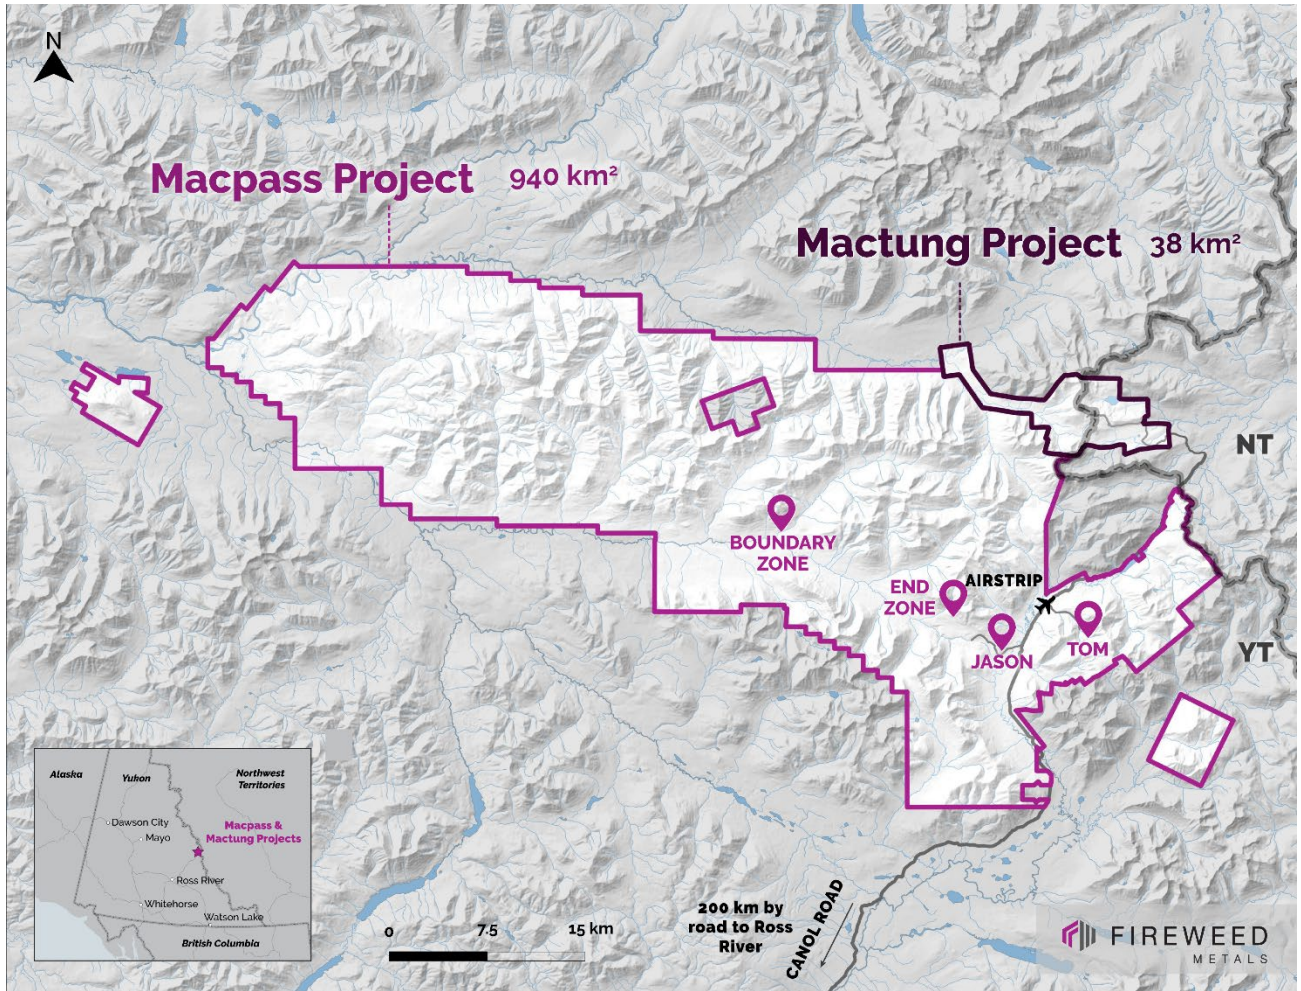 N
Macpass Project 940 km²
Mactung Project 38 km²
NT
BOUNDARY
ZONE
END
ZONE
AIRSTRIP
JASON
TOM
YT
Alaska
Yukon
Northwest
Territories
Dawson City
Mayo
Macpass &
Mactung Projects
Ross River
Whitehorse
Watson Lake
British Columbia
0 7.5 15 km
200 km by
road to Ross
River
CANOL ROAD
FIREWEED
METALS